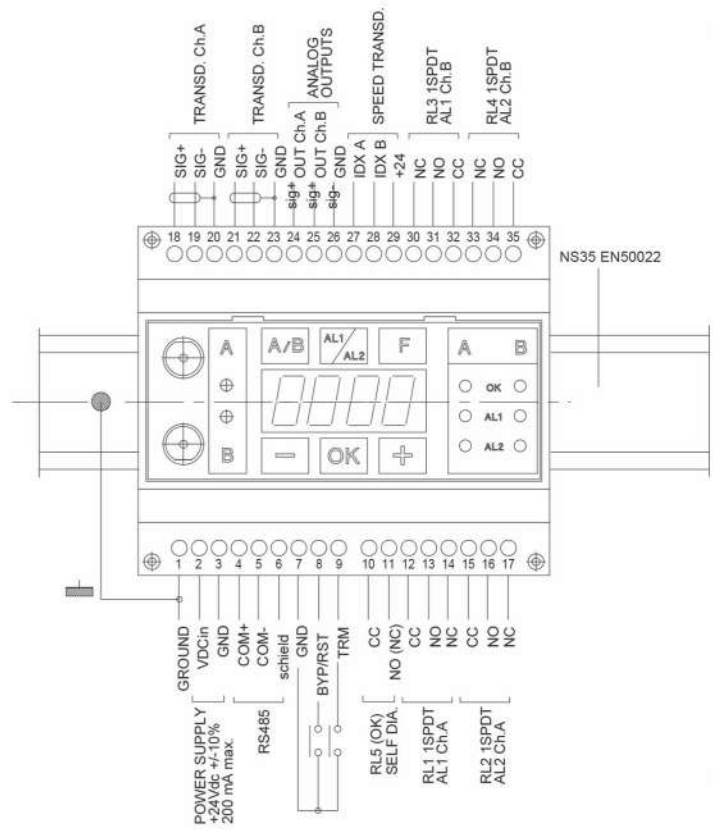 TRANSD. Ch.A
TRANSD. Ch.B
ANALOG
OUTPUTS
SPEED TRANSD.
RL3 1SPDT
AL1 Ch.B
RL4 1SPDT
AL2 Ch.B
SIG+
SIG-
GND
SIG+
SIG-
GND
sig+ OUT Ch.A
sig+ OUT Ch.B
sig- GND
IDX A
IDX B
+24
NC
NO
CC
NC
NO
CC
18 19 20 21 22 23 24 25 26 27 28 29 30 31 32 33 34 35
NS35 EN50022
A A/B AL1/AL2 F A B
8888
OK
AL1
AL2
B - OK +
1 2 3 4 5 6 7 8 9 10 11 12 13 14 15 16 17
GROUND
VDCin
GND
COM+
COM-
shield
GND
BYP/RST
TRM
CC
NO (NC)
CC
NO
NC
CC
NO
NC
POWER SUPPLY
+24Vdc +/-10%
200 mA max.
RS485
RL5 (OK)
SELF DIA.
RL1 1SPDT
AL1 Ch.A
RL2 1SPDT
AL2 Ch.A